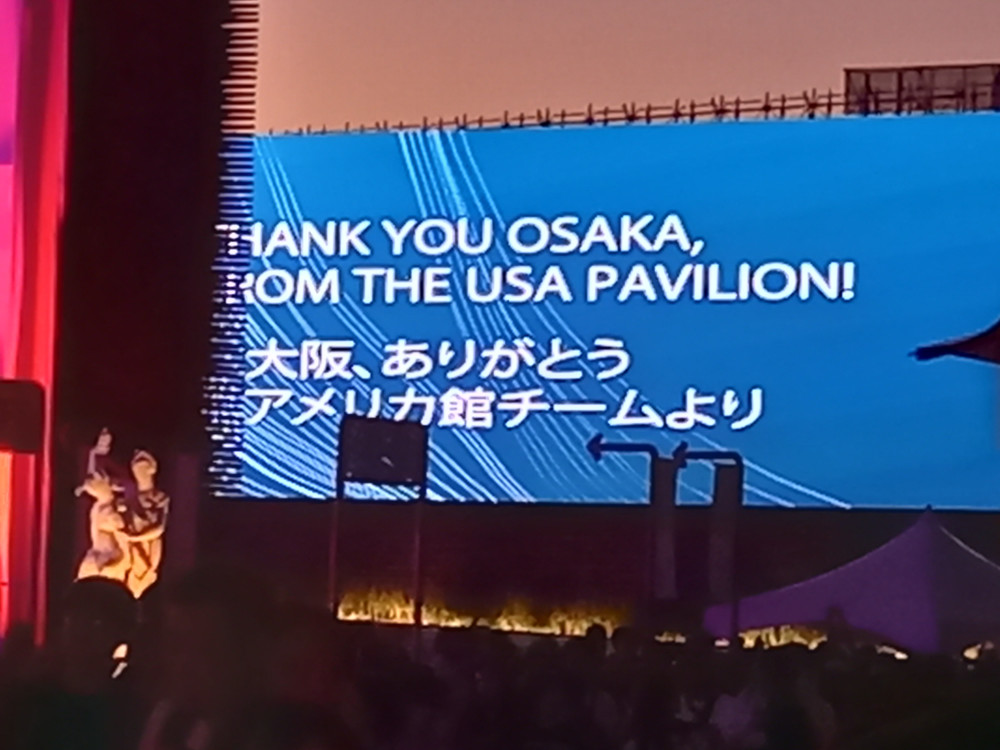 HANK YOU OSAKA,
ROM THE USA PAVILION!
大阪、ありがとう
アメリカ館チームより